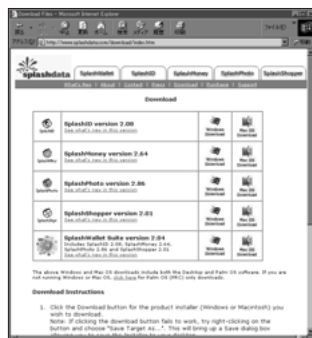 Download Files - Microsoft Internet Explorer
http://www.splashdata.com/download/index.htm
splashdata
SplashWallet SplashID SplashMoney SplashPhoto SplashShopper
What's New | About | Contact | Press | Download | Purchase | Support
Download
SplashID version 2.08
See what's new in this version
Windows Download
Mac OS Download
SplashMoney version 2.64
See what's new in this version
Windows Download
Mac OS Download
SplashPhoto version 2.86
See what's new in this version
Windows Download
Mac OS Download
SplashShopper version 2.01
See what's new in this version
Windows Download
Mac OS Download
SplashWallet Suite version 2.04
Includes SplashID 2.08, SplashMoney 2.64,
SplashPhoto 2.86 and SplashShopper 2.01
See what's new in this version
Windows Download
Mac OS Download
The above Windows and Mac OS downloads include both the Desktop and Palm OS software. If you are
not running Windows or Mac OS, click here for Palm OS (PRC) only downloads.
Download Instructions
1. Click the Download button for the product installer (Windows or Macintosh) you
wish to download.
Note: If clicking the download button fails to work, try right-clicking on the
button and choose "Save Target As...". This will bring up a Save dialog box